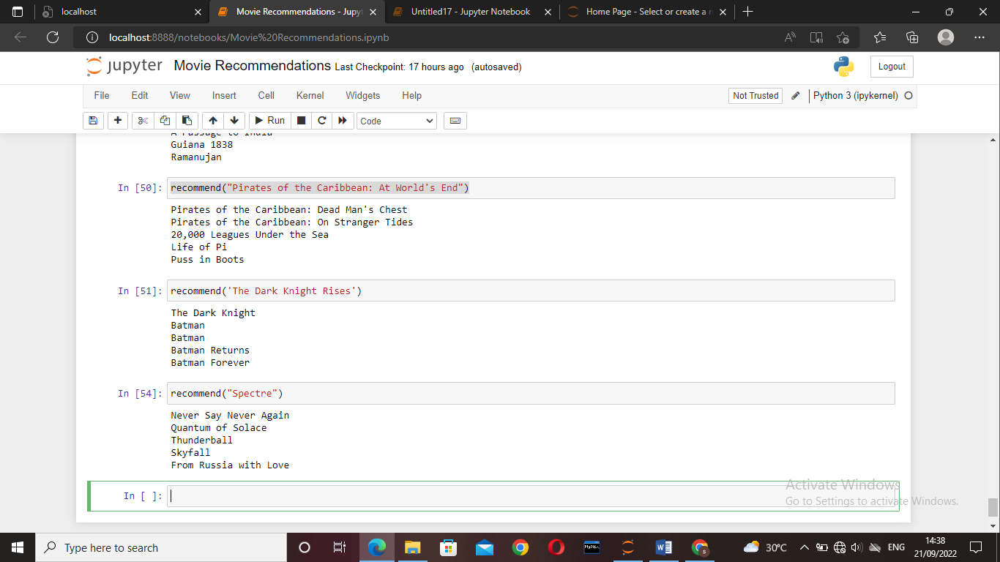 localhost
Movie Recommendations - Jupyt
Untitled17 - Jupyter Notebook
Home Page - Select or create a n
localhost:8888/notebooks/Movie%20Recommendations.ipynb
jupyter Movie Recommendations Last Checkpoint: 17 hours ago (autosaved)
Logout
File Edit View Insert Cell Kernel Widgets Help
Not Trusted Python 3 (ipykernel)
Run Code
A Passage to India
Guiana 1838
Ramanujan
In [50]: recommend("Pirates of the Caribbean: At World's End")
Pirates of the Caribbean: Dead Man's Chest
Pirates of the Caribbean: On Stranger Tides
20,000 Leagues Under the Sea
Life of Pi
Puss in Boots
In [51]: recommend('The Dark Knight Rises')
The Dark Knight
Batman
Batman
Batman Returns
Batman Forever
In [54]: recommend("Spectre")
Never Say Never Again
Quantum of Solace
Thunderball
Skyfall
From Russia with Love
In [ ]:
Activate Windows
Go to Settings to activate Windows.
Type here to search
MySQL
W
S
30°C
ENG
14:38
21/09/2022